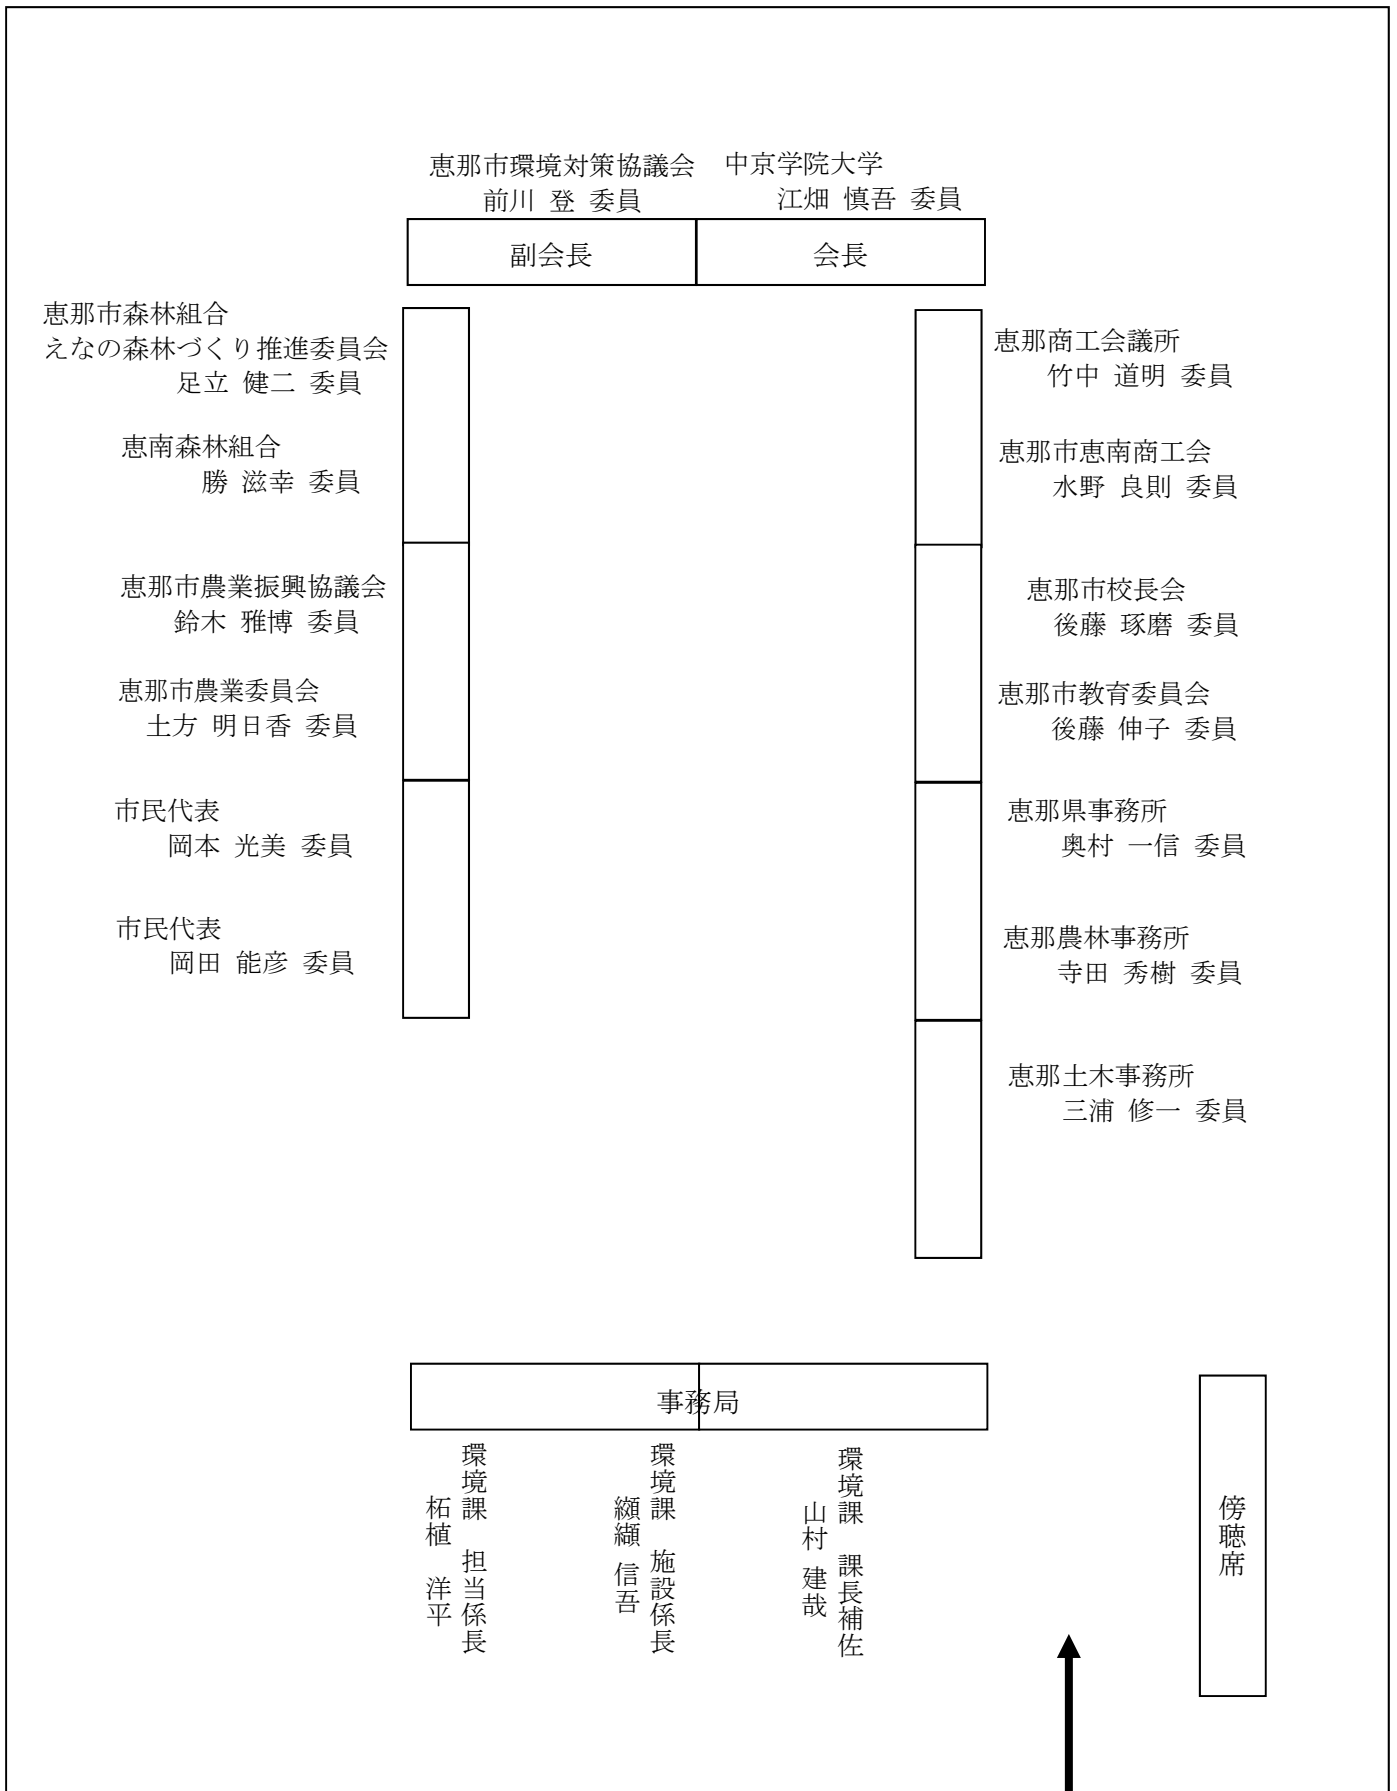 恵那市環境対策協議会
前川 登 委員
中京学院大学
江畑 慎吾 委員
副会長
会長
恵那市森林組合
えなの森林づくり推進委員会
足立 健二 委員
恵南森林組合
勝 滋幸 委員
恵那市農業振興協議会
鈴木 雅博 委員
恵那市農業委員会
土方 明日香 委員
市民代表
岡本 光美 委員
市民代表
岡田 能彦 委員
恵那商工会議所
竹中 道明 委員
恵那市恵南商工会
水野 良則 委員
恵那市校長会
後藤 琢磨 委員
恵那市教育委員会
後藤 伸子 委員
恵那県事務所
奥村 一信 委員
恵那農林事務所
寺田 秀樹 委員
恵那土木事務所
三浦 修一 委員
事務局
環境課 担当係長
柘植 洋平
環境課 施設係長
纐纈 信吾
環境課 課長補佐
山村 建哉
傍聴席